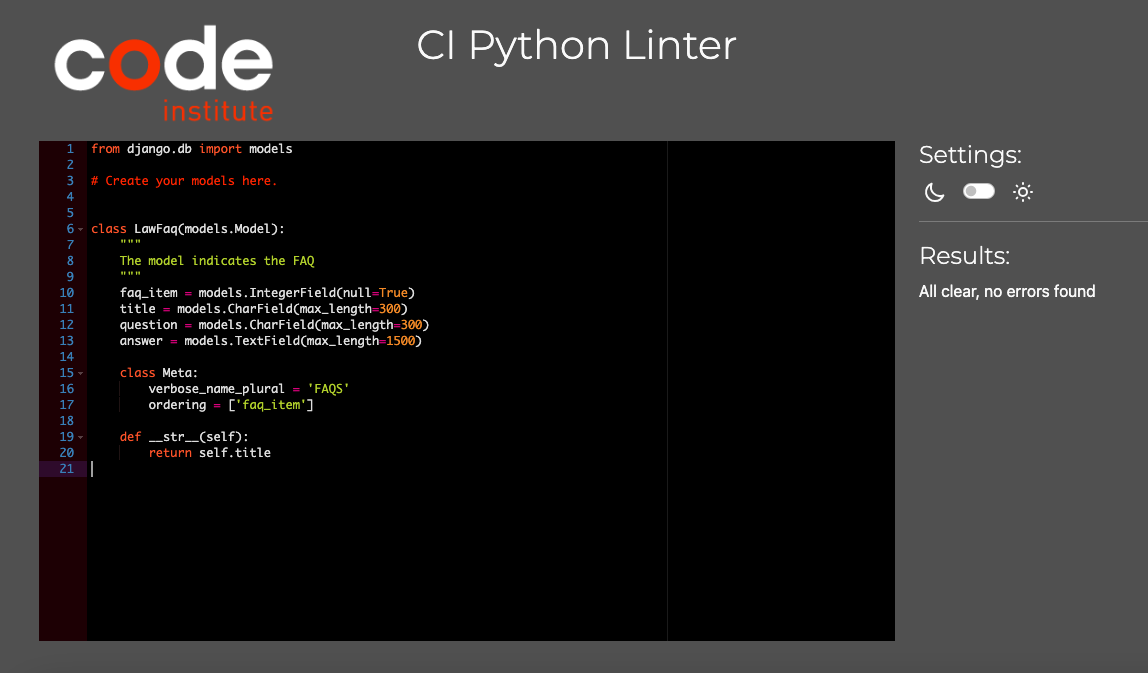 code
institute
CI Python Linter
1 from django.db import models
2
3 # Create your models here.
4
5
6 class LawFaq(models.Model):
7     """
8     The model indicates the FAQ
9     """
10     faq_item = models.IntegerField(null=True)
11     title = models.CharField(max_length=300)
12     question = models.CharField(max_length=300)
13     answer = models.TextField(max_length=1500)
14
15     class Meta:
16         verbose_name_plural = 'FAQS'
17         ordering = ['faq_item']
18
19     def __str__(self):
20         return self.title
21
Settings:
Results:
All clear, no errors found